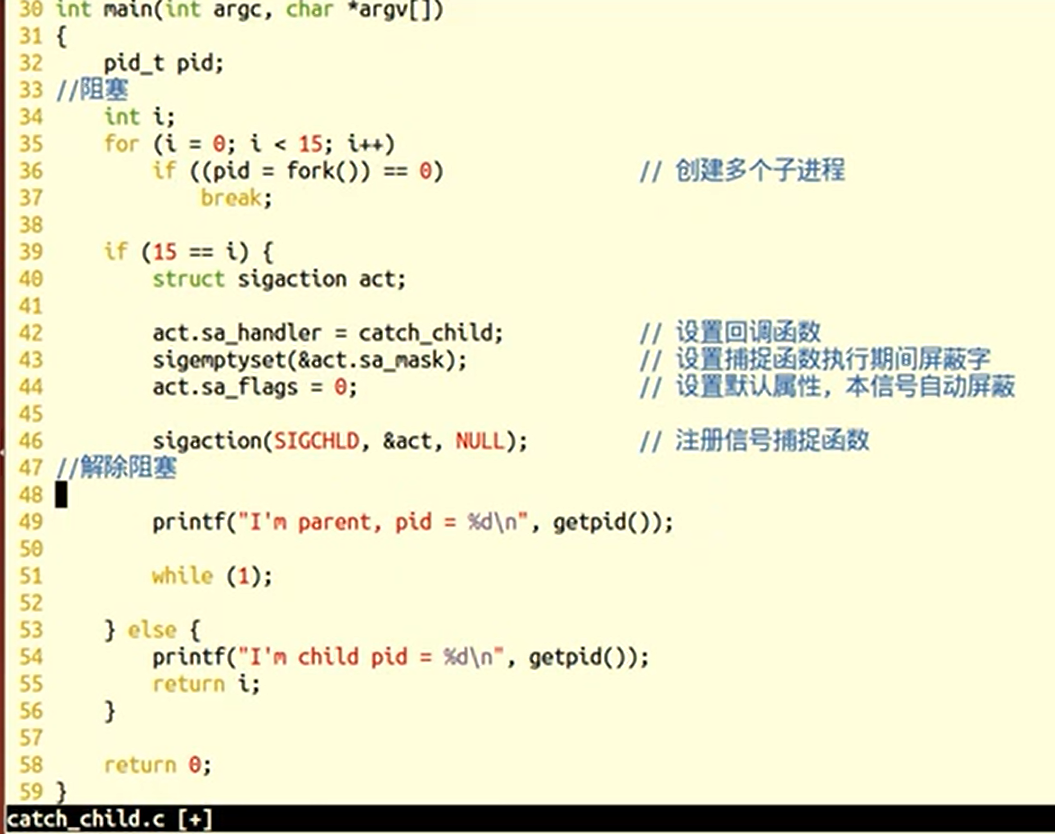 30 int main(int argc, char *argv[])
31 {
32     pid_t pid;
33 //阻塞
34     int i;
35     for (i = 0; i < 15; i++)
36         if ((pid = fork()) == 0)                // 创建多个子进程
37             break;
38
39     if (15 == i) {
40         struct sigaction act;
41
42         act.sa_handler = catch_child;           // 设置回调函数
43         sigemptyset(&act.sa_mask);              // 设置捕捉函数执行期间屏蔽字
44         act.sa_flags = 0;                       // 设置默认属性，本信号自动屏蔽
45
46         sigaction(SIGCHLD, &act, NULL);         // 注册信号捕捉函数
47 //解除阻塞
48
49         printf("I'm parent, pid = %d\n", getpid());
50
51         while (1);
52
53     } else {
54         printf("I'm child pid = %d\n", getpid());
55         return i;
56     }
57
58     return 0;
59 }
catch_child.c [+]